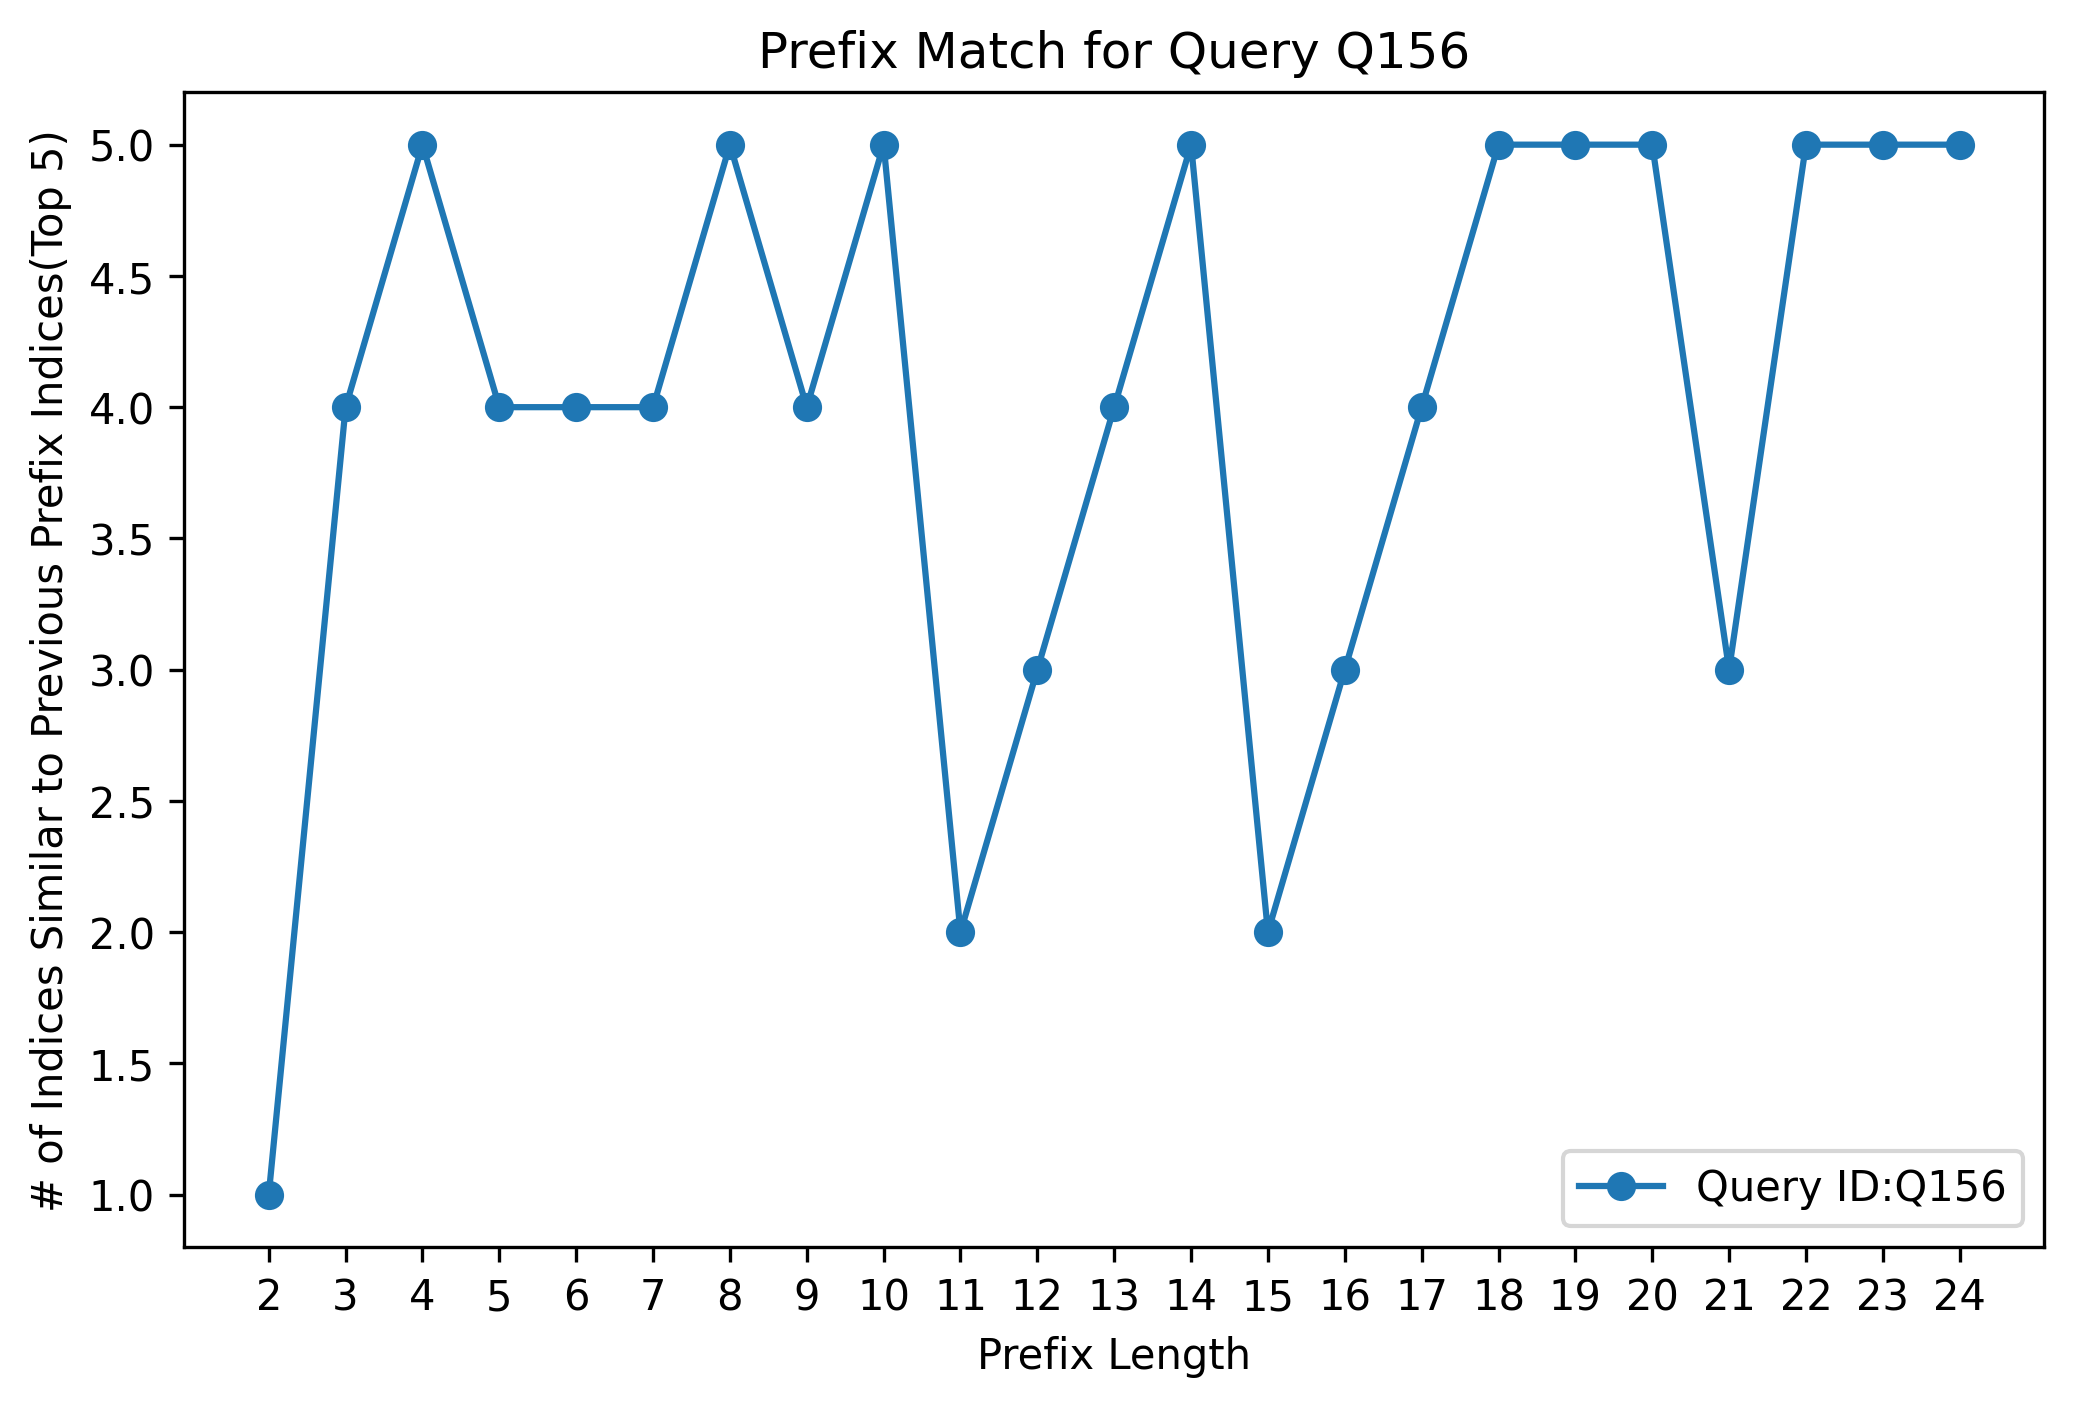 Prefix Match for Query Q156
# of Indices Similar to Previous Prefix Indices(Top 5)
5.0
4.5
4.0
3.5
3.0
2.5
2.0
1.5
1.0
Query ID:Q156
2 3 4 5 6 7 8 9 10 11 12 13 14 15 16 17 18 19 20 21 22 23 24
Prefix Length